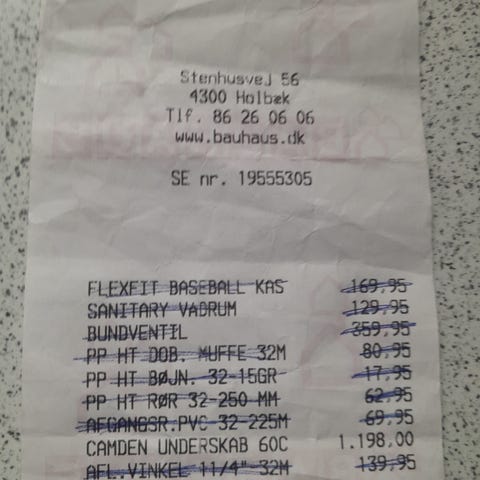 Stenhusvej 56
4300 Holbæk
Tlf. 86 26 06 06
www.bauhaus.dk
SE nr. 19555305
FLEXFIT BASEBALL KAS 169,95
SANITARY VÅDRUM 129,95
BUNDVENTIL 359,95
PP HT DOB. MUFFE 32M 80,95
PP HT BØJN. 32-15GR 17,95
PP HT RØR 32-250 MM 62,95
AFGANGSR.PVC 32-225M 69,95
CAMDEN UNDERSKAB 60C 1.198.00
AFL.VINKEL 11/4" 32M 139,95